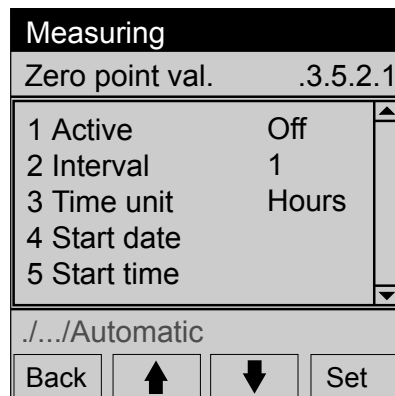 Measuring
Zero point val. .3.5.2.1
1 Active Off
2 Interval 1
3 Time unit Hours
4 Start date
5 Start time
./.../Automatic
Back Set